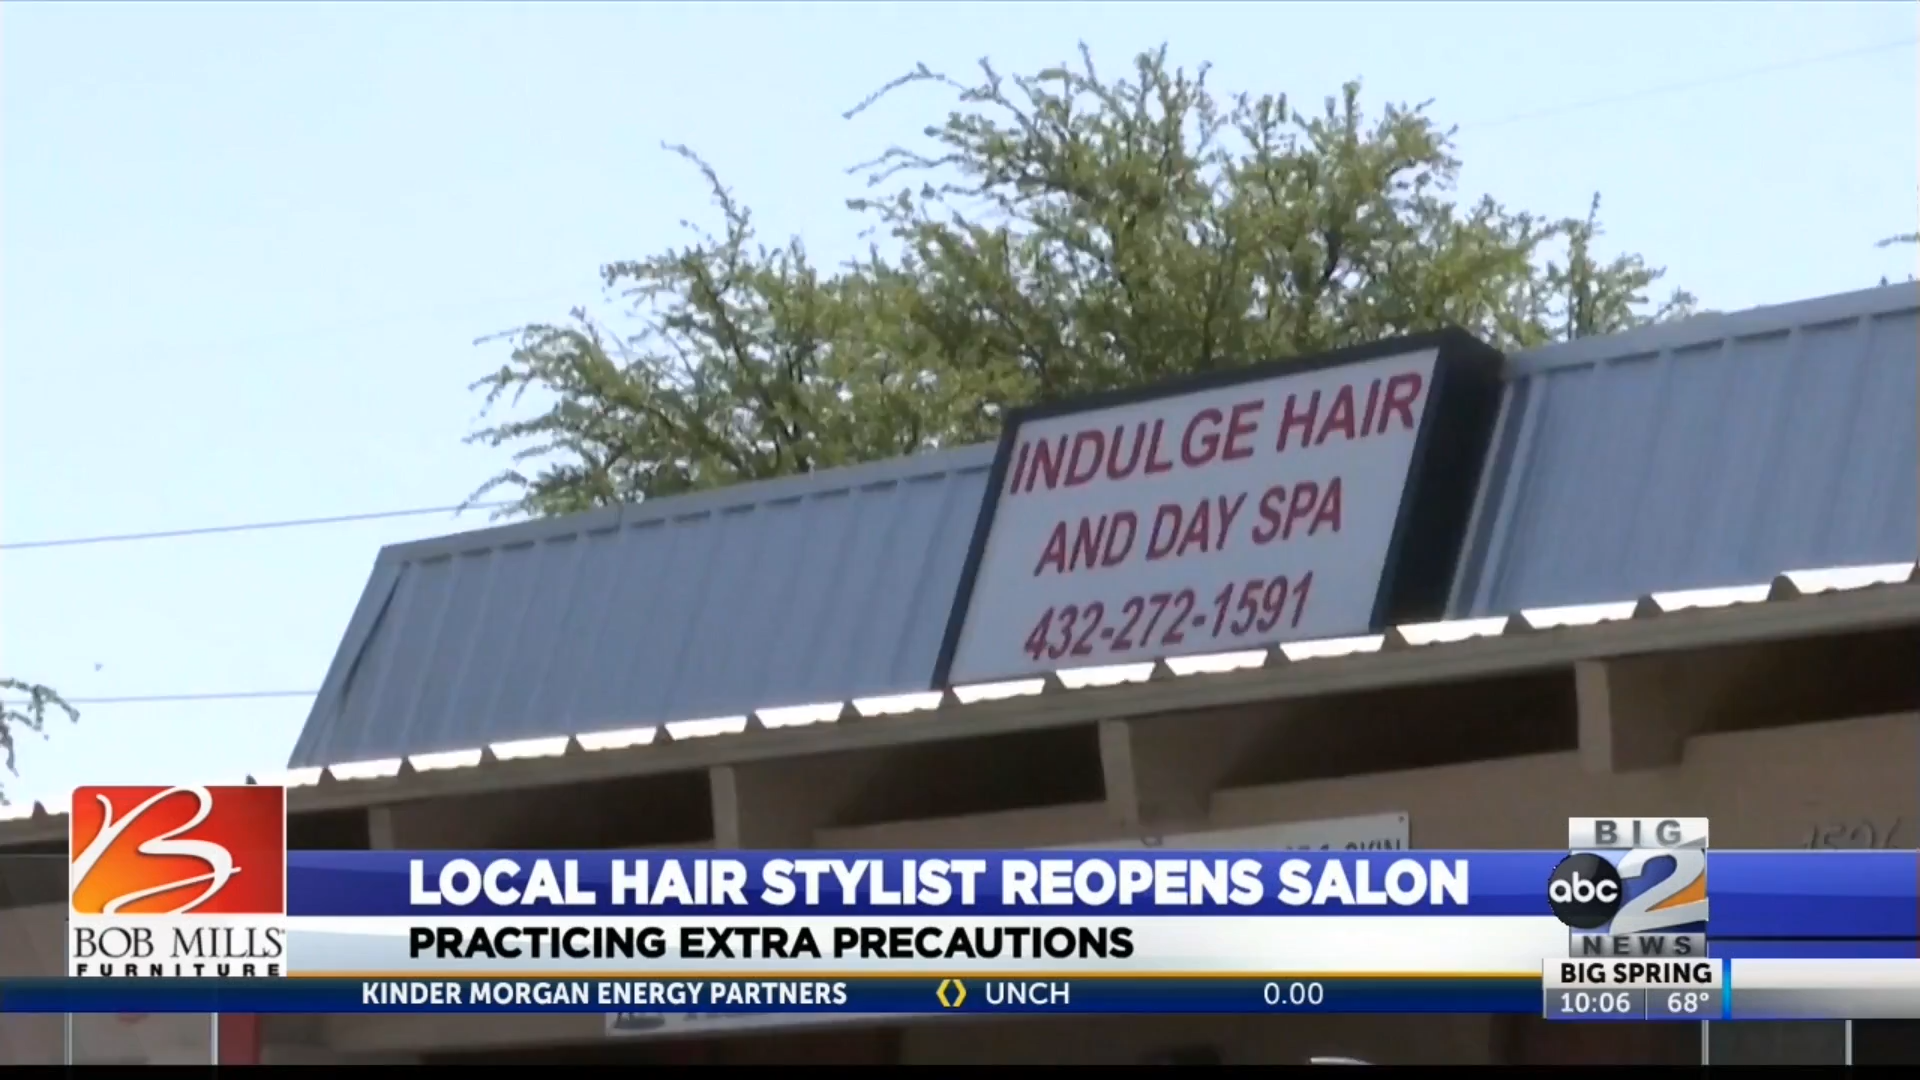 INDULGE HAIR
AND DAY SPA
432-272-1591
LOCAL HAIR STYLIST REOPENS SALON
PRACTICING EXTRA PRECAUTIONS
BOB MILLS
FURNITURE
BIG
abc 2
NEWS
KINDER MORGAN ENERGY PARTNERS UNCH 0.00
BIG SPRING
10:06 68°